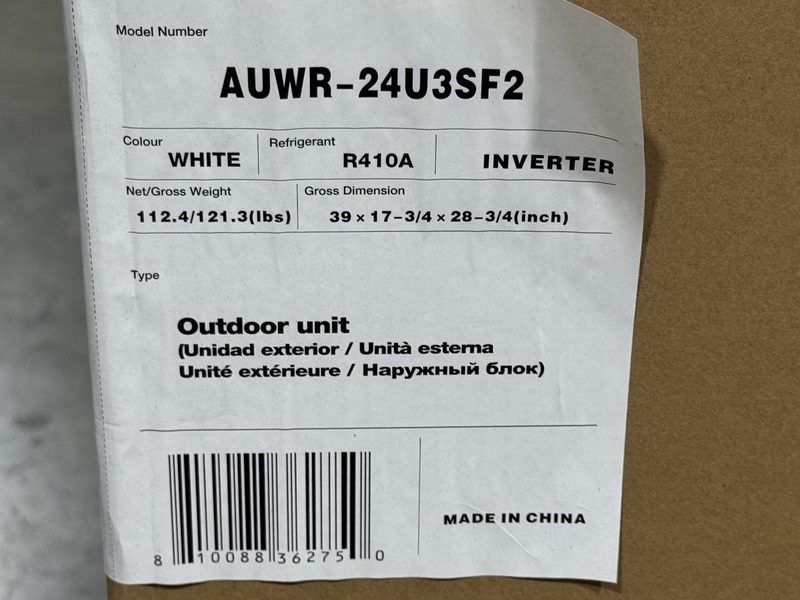 Model Number
AUWR-24U3SF2
Colour WHITE Refrigerant R410A INVERTER
Net/Gross Weight Gross Dimension
112.4/121.3(lbs) 39 × 17-3/4 × 28-3/4(inch)
Type
Outdoor unit
(Unidad exterior / Unità esterna
Unité extérieure / Наружный блок)
MADE IN CHINA
8 10088 36275 0